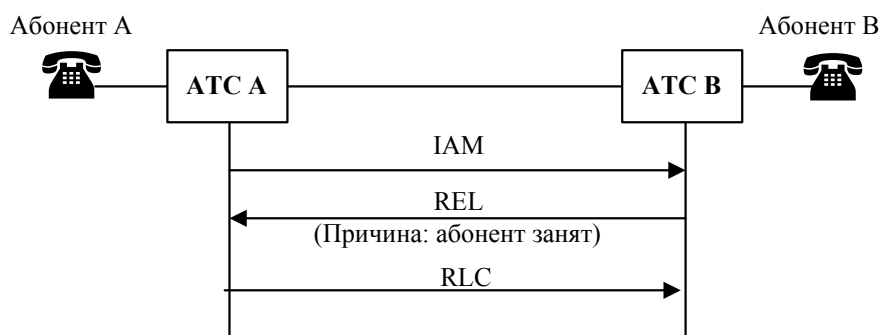 Абонент А
Абонент В
АТС А
АТС В
IAM
REL
(Причина: абонент занят)
RLC